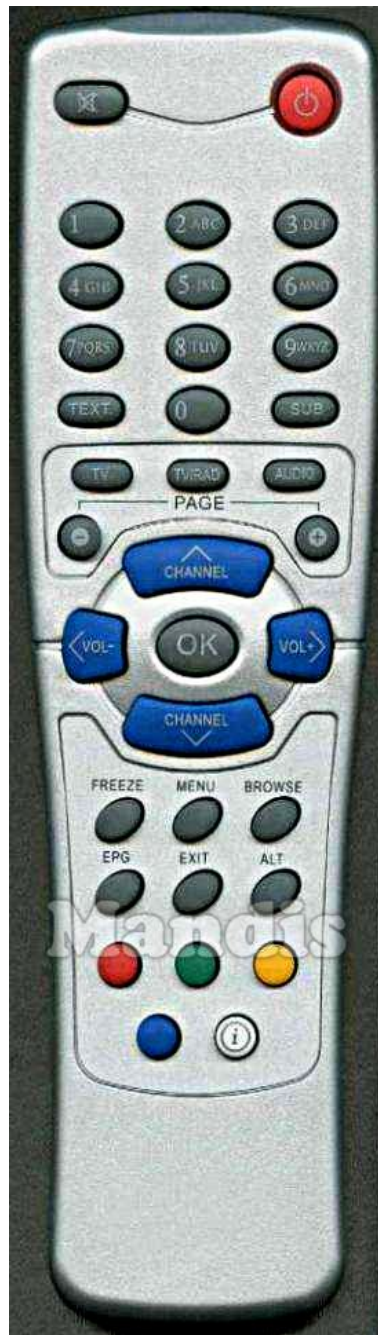 1 2 ABC 3 DEF
4 GHI 5 JKL 6 MNO
7 PQRS 8 TUV 9 WXYZ
TEXT 0 SUB
TV TV/RAD AUDIO
PAGE
- +
CHANNEL
VOL- OK VOL+
CHANNEL
FREEZE MENU BROWSE
EPG EXIT ALT
Mandis
i